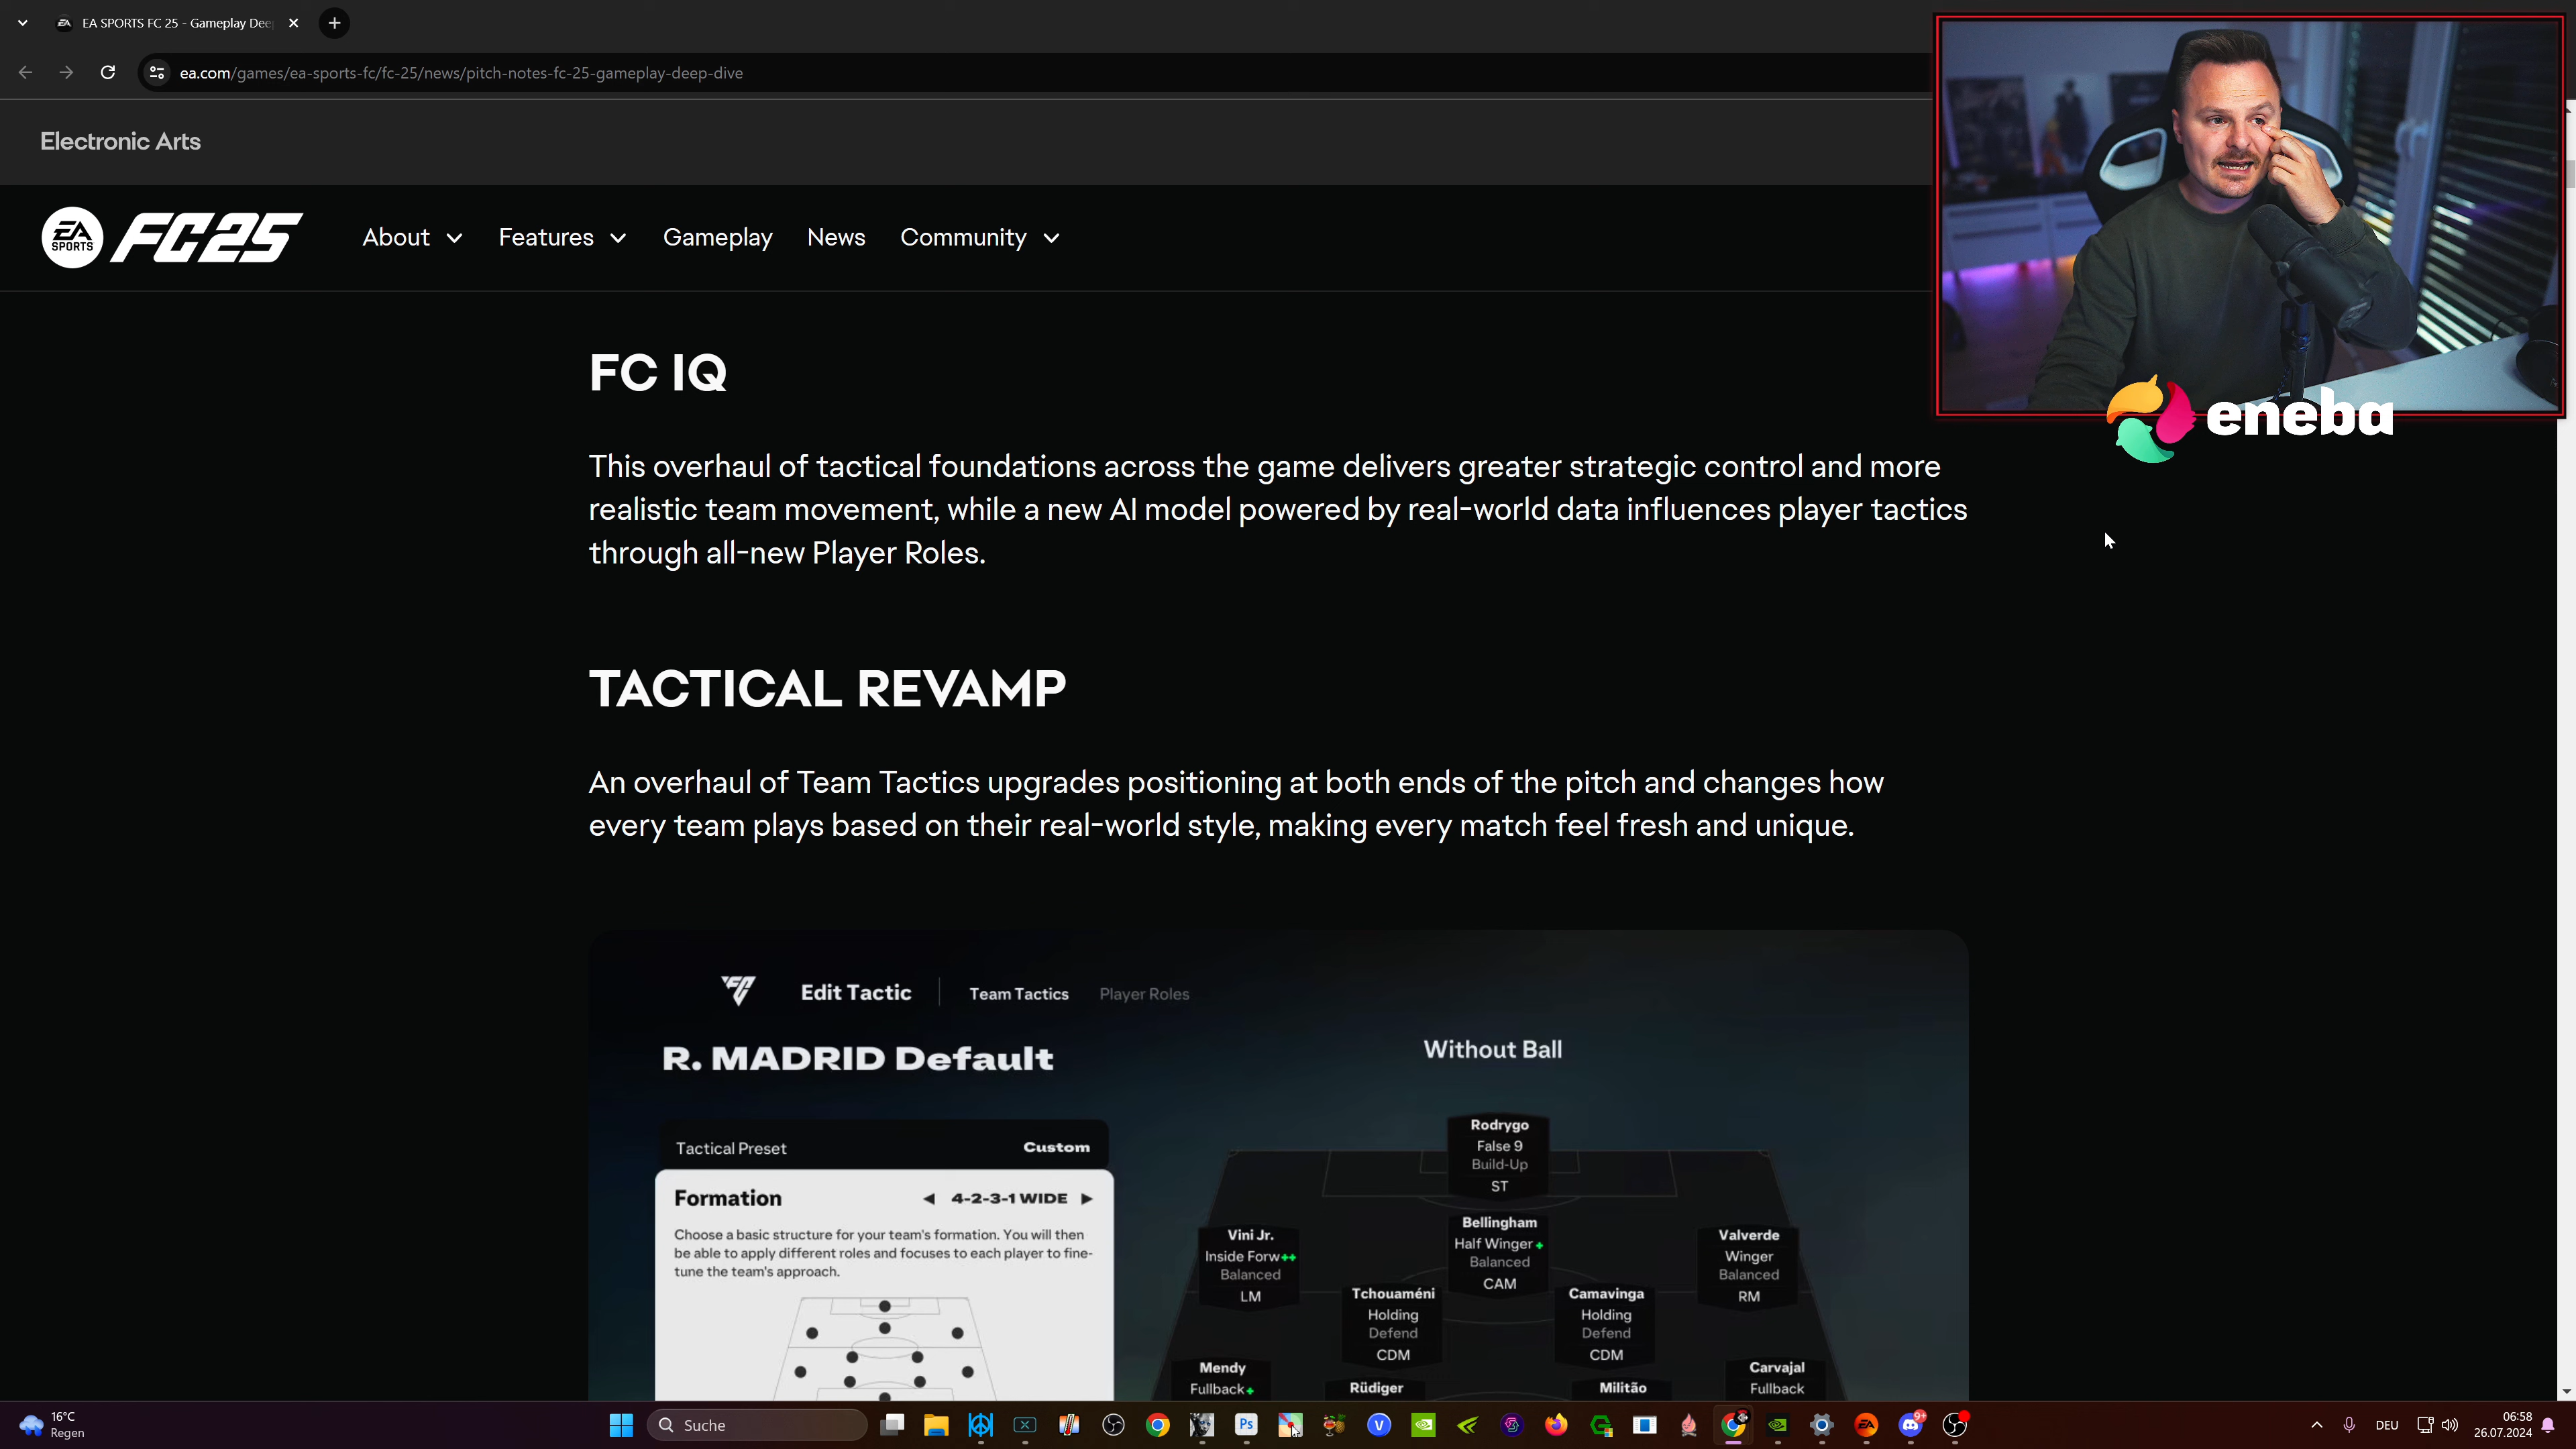 EA SPORTS FC 25 - Gameplay Dee
ea.com/games/ea-sports-fc/fc-25/news/pitch-notes-fc-25-gameplay-deep-dive
Electronic Arts
EA SPORTS FC25 About Features Gameplay News Community
eneba
FC IQ
This overhaul of tactical foundations across the game delivers greater strategic control and more
realistic team movement, while a new AI model powered by real-world data influences player tactics
through all-new Player Roles.
TACTICAL REVAMP
An overhaul of Team Tactics upgrades positioning at both ends of the pitch and changes how
every team plays based on their real-world style, making every match feel fresh and unique.
Edit Tactic Team Tactics Player Roles
R. MADRID Default
Tactical Preset Custom
Formation 4-2-3-1 WIDE
Choose a basic structure for your team's formation. You will then
be able to apply different roles and focuses to each player to fine-
tune the team's approach.
Without Ball
Rodrygo
False 9
Build-Up
ST
Vini Jr.
Inside Forw++
Balanced
LM
Bellingham
Half Winger+
Balanced
CAM
Valverde
Winger
Balanced
RM
Tchouaméni
Holding
Defend
CDM
Camavinga
Holding
Defend
CDM
Mendy
Fullback+
Rüdiger
Militão
Carvajal
Fullback
16°C
Regen
Suche
Ps
V
EA
9+
DEU
06:58
26.07.2024